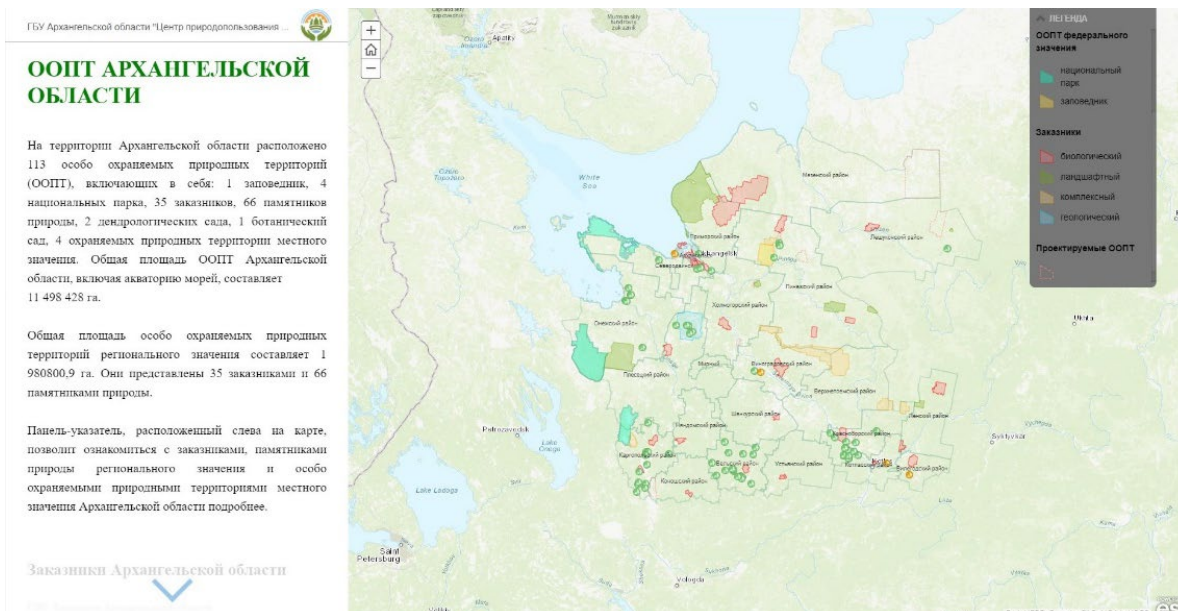 ГБУ Архангельской области "Центр природопользования ...
ООПТ АРХАНГЕЛЬСКОЙ
ОБЛАСТИ
На территории Архангельской области расположено
113 особо охраняемых природных территорий
(ООПТ), включающих в себя: 1 заповедник, 4
национальных парка, 35 заказников, 66 памятников
природы, 2 дендрологических сада, 1 ботанический
сад, 4 охраняемых природных территории местного
значения. Общая площадь ООПТ Архангельской
области, включая акваторию морей, составляет
11 498 428 га.
Общая площадь особо охраняемых природных
территорий регионального значения составляет 1
980800,9 га. Они представлены 35 заказниками и 66
памятниками природы.
Панель-указатель, расположенный слева на карте,
позволит ознакомиться с заказниками, памятниками
природы регионального значения и особо
охраняемыми природными территориями местного
значения Архангельской области подробнее.
Заказники Архангельской области
+
−
Apatity
White
Sea
Мезенский район
Приморский район
Лешуконский район
Северодвинск
Пинежский район
Холмогорский район
Онежский район
Ukhta
Мирный
Виноградовский район
Плесецкий район
Верхнетоемский район
Шенкурский район
Ленский район
Няндомский район
Красноборский район
Petrozavodsk
Lake
Onega
Каргопольский район
Вельский район
Устьянский район
Syktyvkar
Коношский район
Lake Ladoga
Saint
Petersburg
Vologda
ЛЕГЕНДА
ООПТ федерального
значения
национальный
парк
заповедник
Заказники
биологический
ландшафтный
комплексный
геологический
Проектируемые ООПТ